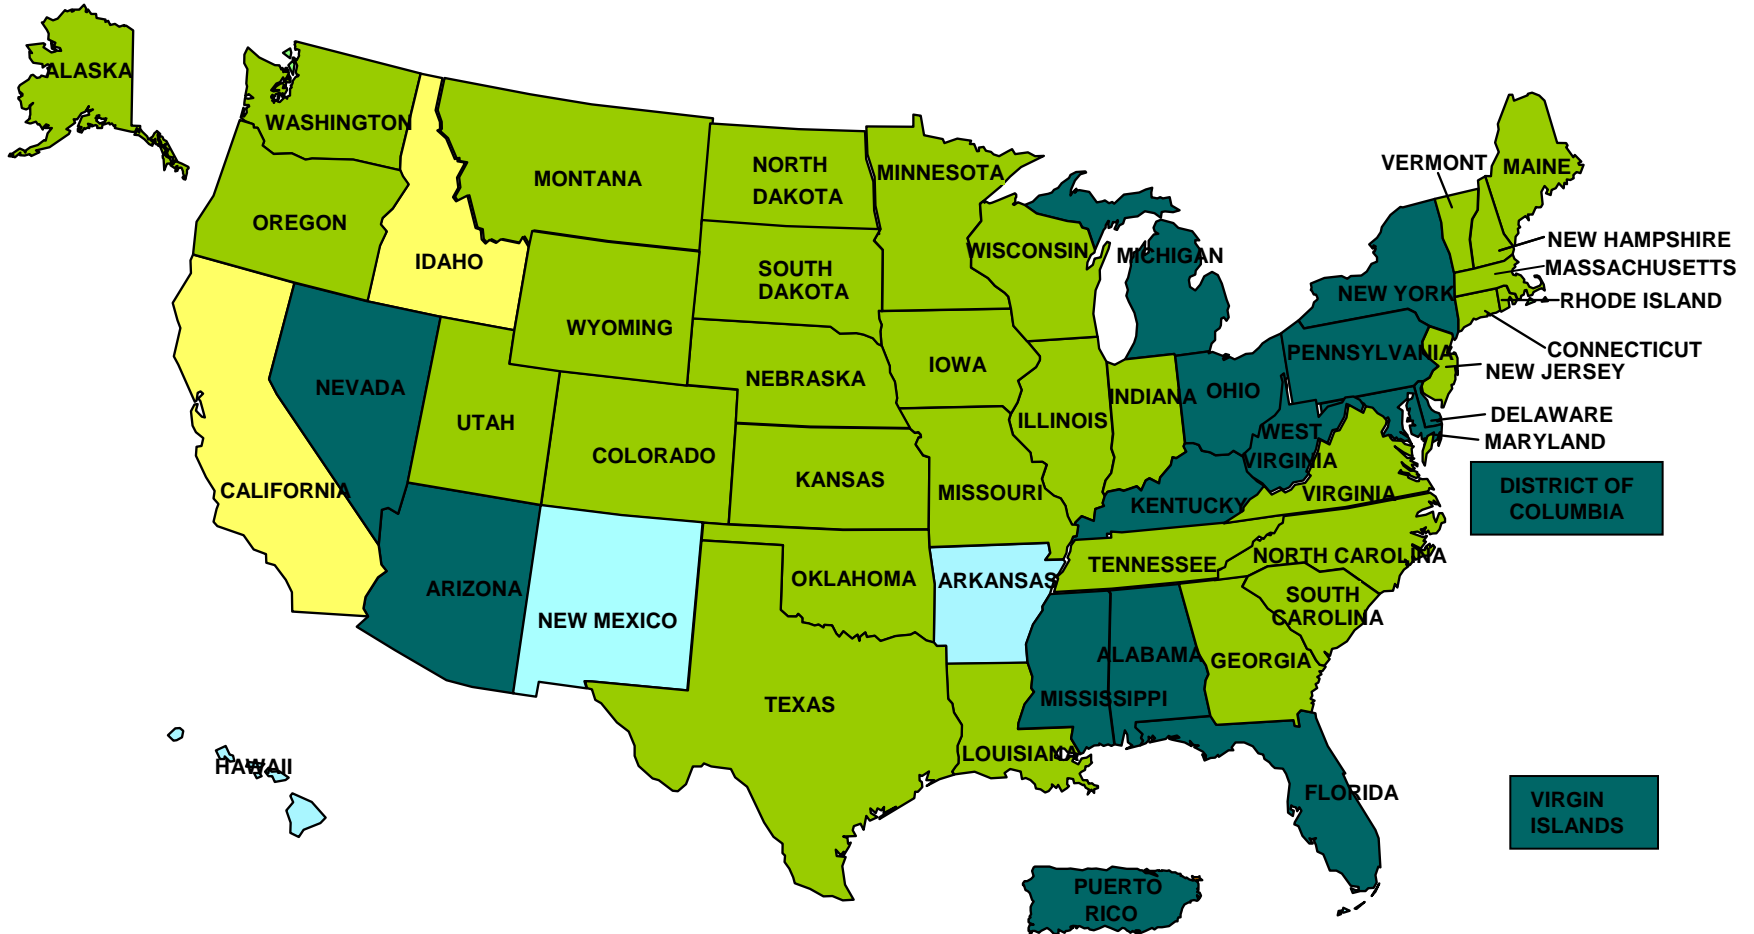 ALASKA
WASHINGTON
OREGON
IDAHO
MONTANA
NORTH
DAKOTA
MINNESOTA
SOUTH
DAKOTA
WISCONSIN
MICHIGAN
WYOMING
NEBRASKA
IOWA
NEVADA
UTAH
COLORADO
KANSAS
MISSOURI
ILLINOIS
INDIANA
OHIO
CALIFORNIA
ARIZONA
NEW MEXICO
OKLAHOMA
ARKANSAS
TEXAS
LOUISIANA
MISSISSIPPI
ALABAMA
GEORGIA
FLORIDA
SOUTH
CAROLINA
NORTH CAROLINA
TENNESSEE
KENTUCKY
WEST
VIRGINIA
VIRGINIA
PENNSYLVANIA
NEW YORK
VERMONT
MAINE
NEW HAMPSHIRE
MASSACHUSETTS
RHODE ISLAND
CONNECTICUT
NEW JERSEY
DELAWARE
MARYLAND
DISTRICT OF
COLUMBIA
HAWAII
VIRGIN
ISLANDS
PUERTO
RICO